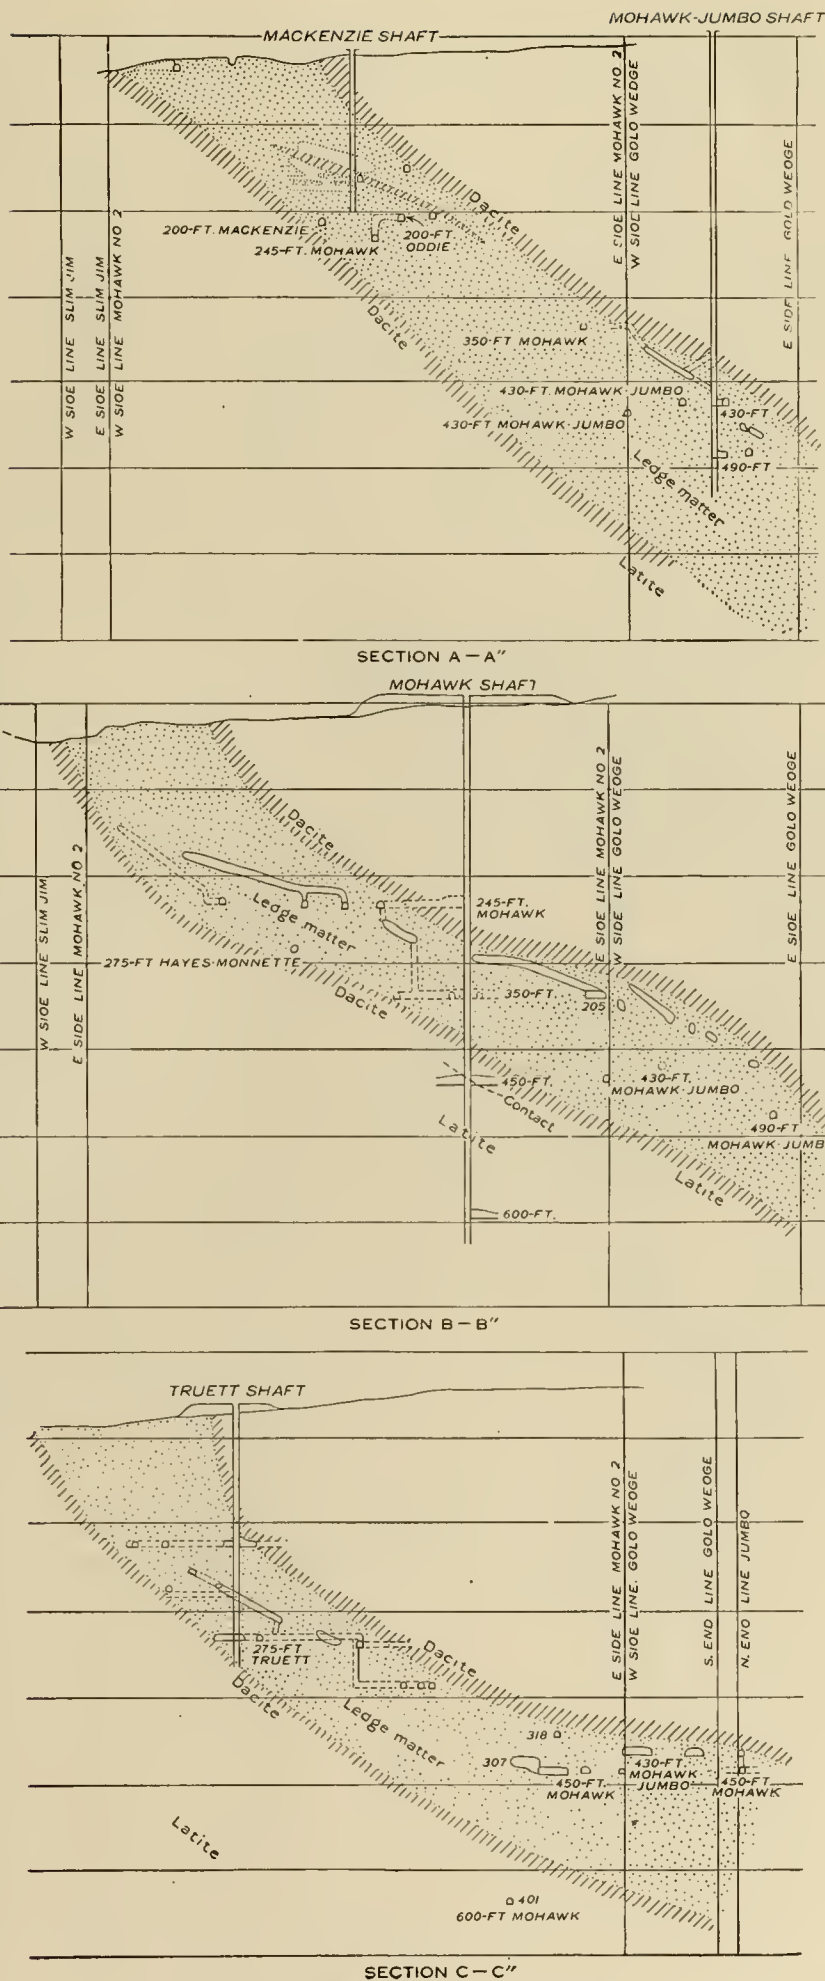 MOHAWK-JUMBO SHAFT
MACKENZIE SHAFT
E SIDE LINE MOHAWK NO 2
W SIDE LINE GOLD WEDGE
E SIDE LINE GOLD WEDGE
Dacite
200-FT. MACKENZIE
200-FT.
ODDIE
245-FT. MOHAWK
W SIDE LINE SLIM JIM
E SIDE LINE SLIM JIM
W SIDE LINE MOHAWK NO 2
Dacite
350-FT MOHAWK
430-FT. MOHAWK-JUMBO
430-FT MOHAWK-JUMBO
430-FT
490-FT
Ledge matter
Latite
SECTION A-A"
MOHAWK SHAFT
E SIDE LINE MOHAWK NO 2
W SIDE LINE GOLD WEDGE
E SIDE LINE GOLD WEDGE
Dacite
W SIDE LINE SLIM JIM
E SIDE LINE MOHAWK NO 2
Ledge matter
245-FT.
MOHAWK
275-FT HAYES-MONNETTE
Dacite
350-FT.
205
450-FT.
430-FT.
MOHAWK-JUMBO
Contact
490-FT
MOHAWK-JUMB
Latite
Latite
600-FT.
SECTION B-B"
TRUETT SHAFT
E SIDE LINE MOHAWK NO 2
W SIDE LINE GOLD WEDGE
S. END LINE GOLD WEDGE
N. END LINE JUMBO
275-FT
TRUETT
Dacite
Dacite
Ledge matter
318
307
450-FT.
MOHAWK
430-FT.
MOHAWK
JUMBO
450-FT
MOHAWK
Latite
401
600-FT MOHAWK
SECTION C-C"